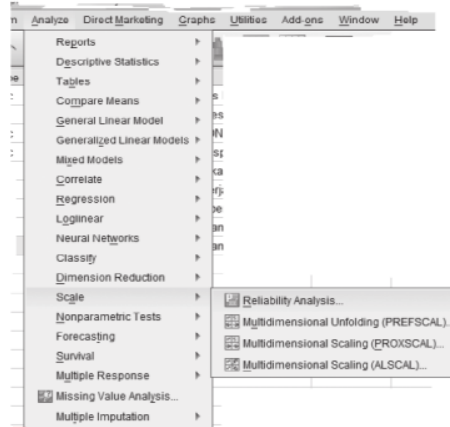 Analyze Direct Marketing Graphs Utilities Add-ons Window Help
Reports
Descriptive Statistics
Tables
Compare Means
General Linear Model
Generalized Linear Models
Mixed Models
Correlate
Regression
Loglinear
Neural Networks
Classify
Dimension Reduction
Scale
Reliability Analysis...
Multidimensional Unfolding (PREFSCAL)...
Multidimensional Scaling (PROXSCAL)...
Multidimensional Scaling (ALSCAL)...
Nonparametric Tests
Forecasting
Survival
Multiple Response
Missing Value Analysis...
Multiple Imputation